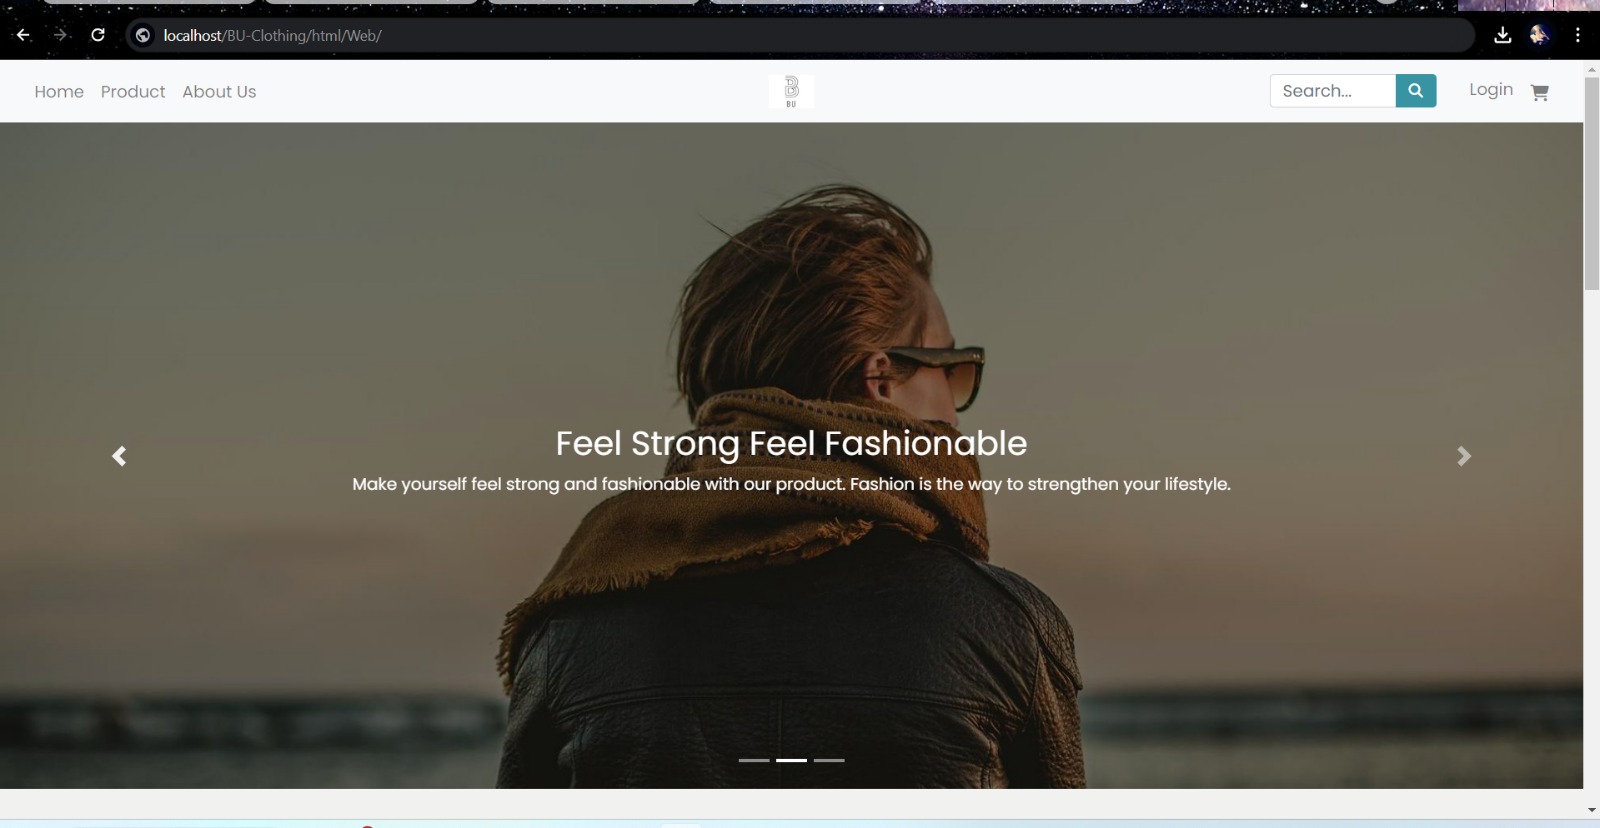 localhost/BU-Clothing/html/Web/
Home Product About Us
B
BU
Search...
Login
Feel Strong Feel Fashionable
Make yourself feel strong and fashionable with our product. Fashion is the way to strengthen your lifestyle.